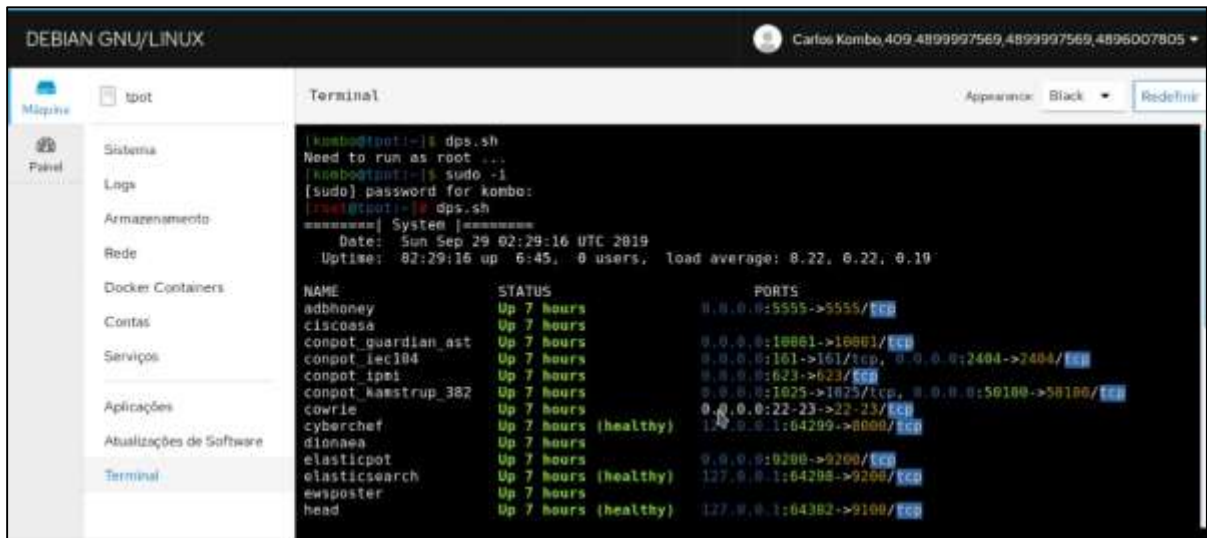 DEBIAN GNU/LINUX
Carlos Kombo,409,4899997569,4899997569,4896007805
Máquina
tpot
Terminal
Appearance: Black
Redefinir
Painel
Sistema
Logs
Armazenamento
Rede
Docker Containers
Contas
Serviços
Aplicações
Atualizações de Software
Terminal
[kombo@tpot:~]$ dps.sh
Need to run as root ...
[kombo@tpot:~]$ sudo -i
[sudo] password for kombo:
[root@tpot:~]# dps.sh
========| System |========
Date: Sun Sep 29 02:29:16 UTC 2019
Uptime: 02:29:16 up 6:45, 0 users, load average: 0.22, 0.22, 0.19
NAME STATUS PORTS
adbhoney Up 7 hours 0.0.0.0:5555->5555/tcp
ciscoasa Up 7 hours
conpot_guardian_ast Up 7 hours 0.0.0.0:10001->10001/tcp
conpot_iec104 Up 7 hours 0.0.0.0:161->161/tcp, 0.0.0.0:2404->2404/tcp
conpot_ipmi Up 7 hours 0.0.0.0:623->623/tcp
conpot_kamstrup_382 Up 7 hours 0.0.0.0:1025->1025/tcp, 0.0.0.0:50100->50100/tcp
cowrie Up 7 hours 0.0.0.0:22-23->22-23/tcp
cyberchef Up 7 hours (healthy) 127.0.0.1:64299->8000/tcp
dionaea Up 7 hours
elasticpot Up 7 hours 0.0.0.0:9200->9200/tcp
elasticsearch Up 7 hours (healthy) 127.0.0.1:64298->9200/tcp
ewsposter Up 7 hours
head Up 7 hours (healthy) 127.0.0.1:64302->9100/tcp